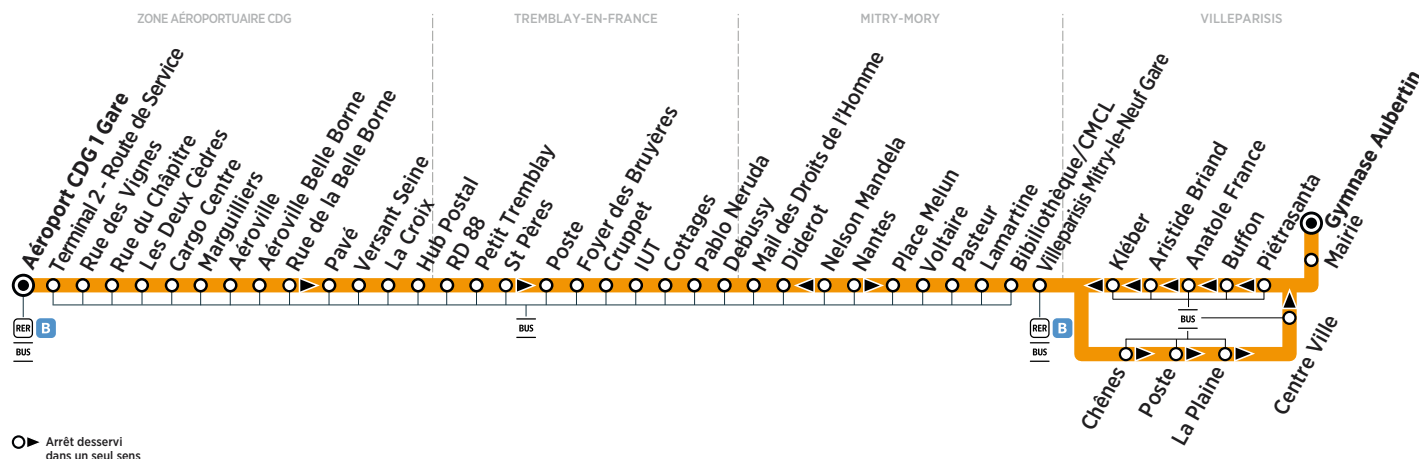 ZONE AÉROPORTUAIRE CDG
TREMBLAY-EN-FRANCE
MITRY-MORY
VILLEPARISIS
Aéroport CDG 1 Gare
Terminal 2 - Route de Service
Rue des Vignes
Rue du Châpitre
Les Deux Cèdres
Cargo Centre
Marguilliers
Aéroville
Aéroville Belle Borne
Rue de la Belle Borne
Pavé
Versant Seine
La Croix
Hub Postal
RD 88
Petit Tremblay
St Pères
Poste
Foyer des Bruyères
Cruppet
IUT
Cottages
Pablo Neruda
Debussy
Mail des Droits de l'Homme
Diderot
Nelson Mandela
Nantes
Place Melun
Voltaire
Pasteur
Lamartine
Bibiliothèque/CMCL
Villeparisis Mitry-le-Neuf Gare
Kléber
Aristide Briand
Anatole France
Buffon
Piétrasanta
Gymnase Aubertin
Mairie
RER B
BUS
BUS
RER B
BUS
BUS
Chênes
Poste
La Plaine
Centre Ville
Arrêt desservi
dans un seul sens